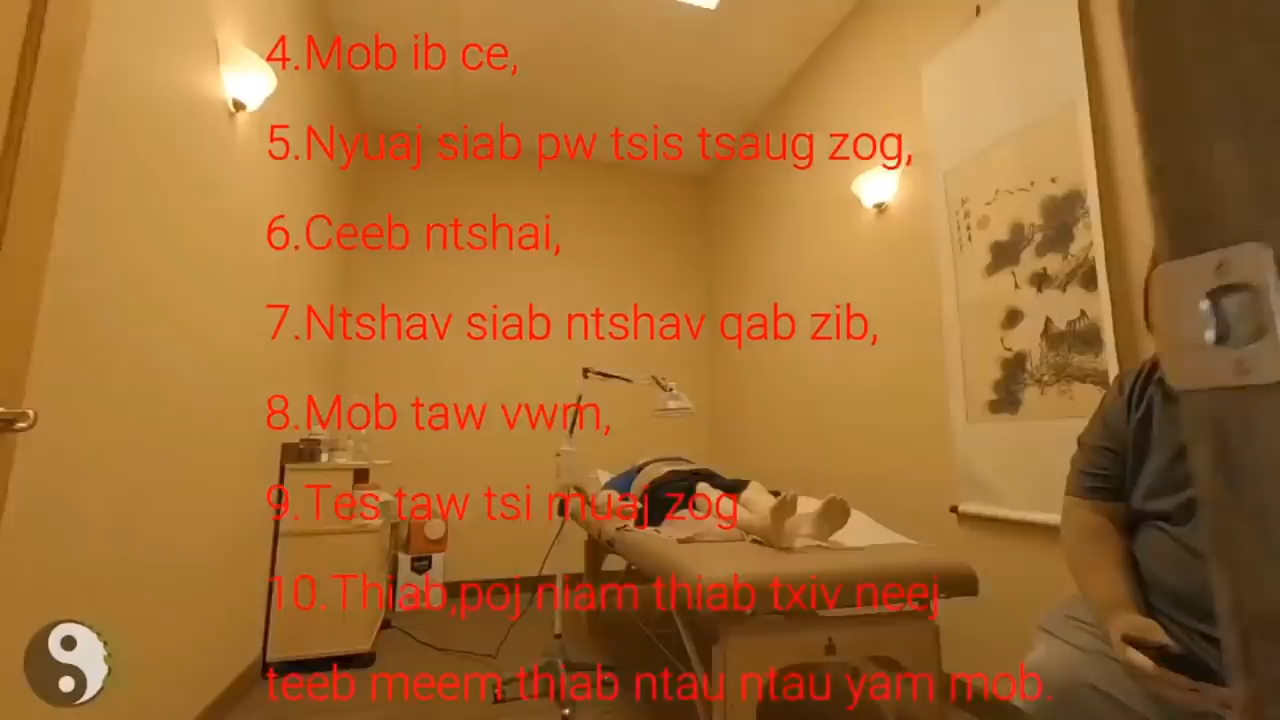 4.Mob ib ce,
5.Nyuaj siab pw tsis tsaug zog,
6.Ceeb ntshai,
7.Ntshav siab ntshav qab zib,
8.Mob taw vwm,
9.Tes taw tsi muaj zog
10.Thiab,poj niam thiab txiv neej
teeb meem thiab ntau ntau yam mob.